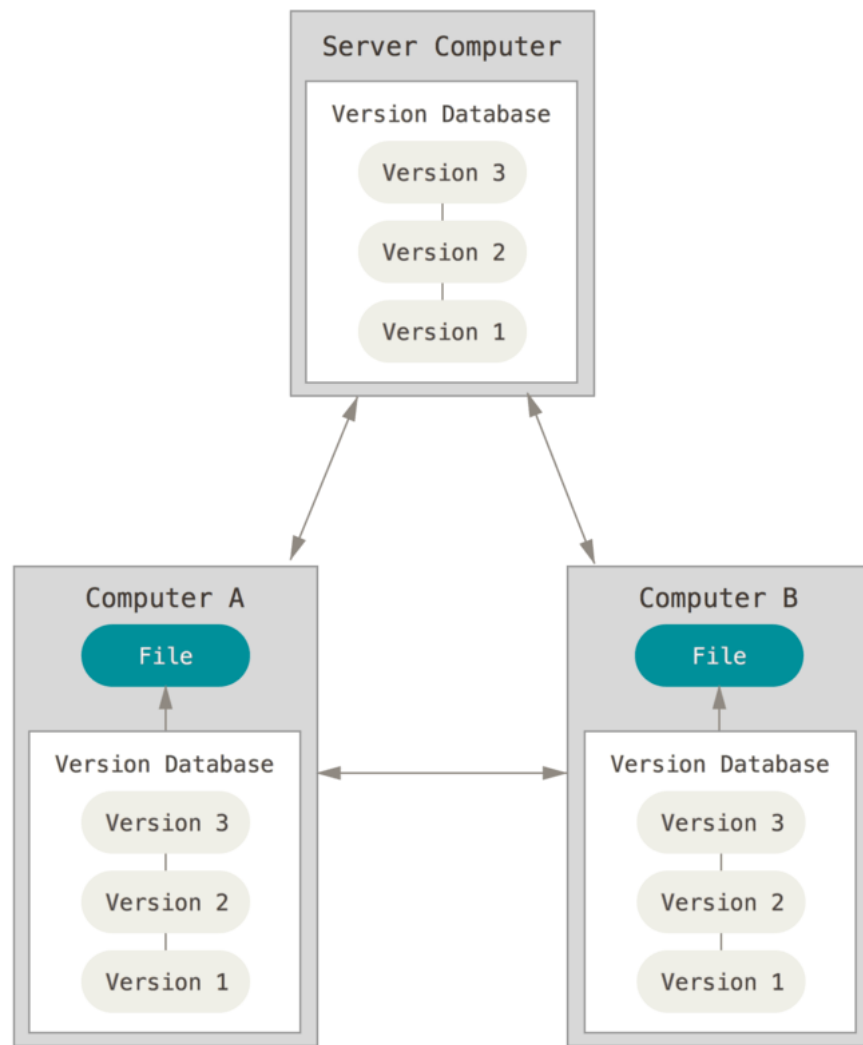 Server Computer
Version Database
Version 3
Version 2
Version 1
Computer A
File
Version Database
Version 3
Version 2
Version 1
Computer B
File
Version Database
Version 3
Version 2
Version 1